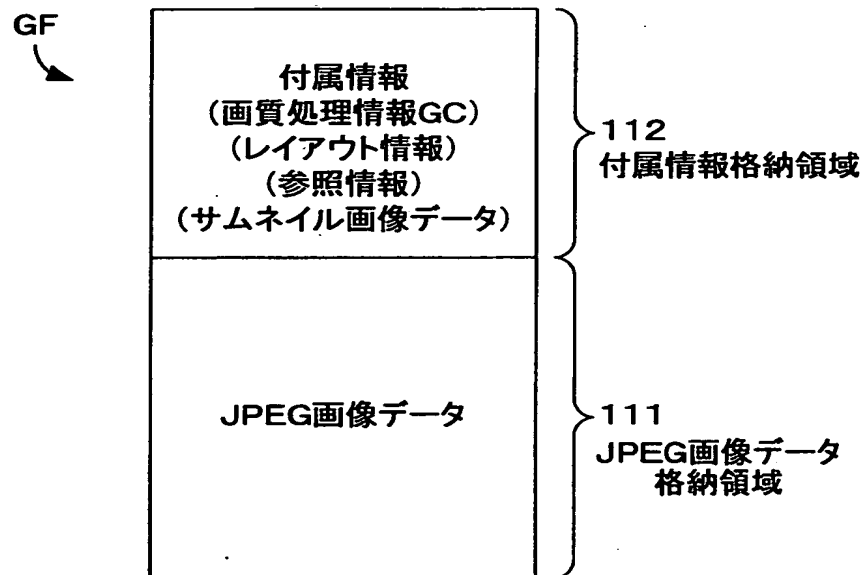 GF
付属情報
(画質処理情報GC)
(レイアウト情報)
(参照情報)
(サムネイル画像データ)
112
付属情報格納領域
JPEG画像データ
111
JPEG画像データ
格納領域